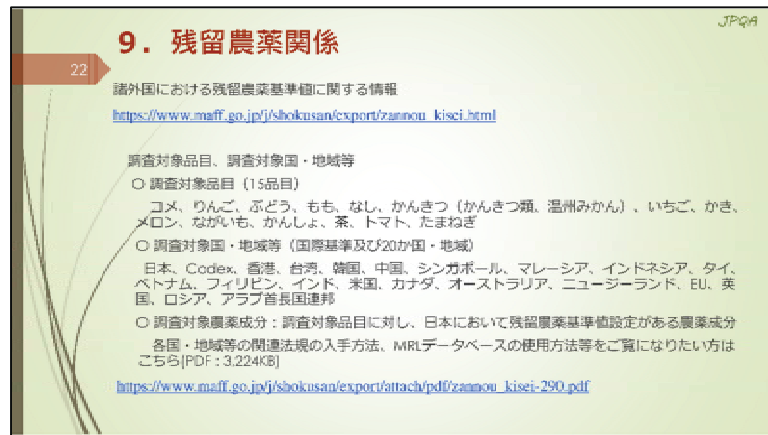 JPQA
9．残留農薬関係
22
諸外国における残留農薬基準値に関する情報
https://www.maff.go.jp/j/shokusan/export/zannou_kisei.html
調査対象品目、調査対象国・地域等
〇 調査対象品目（15品目）
コメ、りんご、ぶどう、もも、なし、かんきつ（かんきつ類、温州みかん）、いちご、かき、
メロン、ながいも、かんしょ、茶、トマト、たまねぎ
〇 調査対象国・地域等（国際基準及び20か国・地域）
日本、Codex、香港、台湾、韓国、中国、シンガポール、マレーシア、インドネシア、タイ、
ベトナム、フィリピン、インド、米国、カナダ、オーストラリア、ニュージーランド、EU、英
国、ロシア、アラブ首長国連邦
〇 調査対象農薬成分：調査対象品目に対し、日本において残留農薬基準値設定がある農薬成分
各国・地域等の関連法規の入手方法、MRLデータベースの使用方法等をご覧になりたい方は
こちら[PDF：3,224KB]
https://www.maff.go.jp/j/shokusan/export/attach/pdf/zannou_kisei-290.pdf